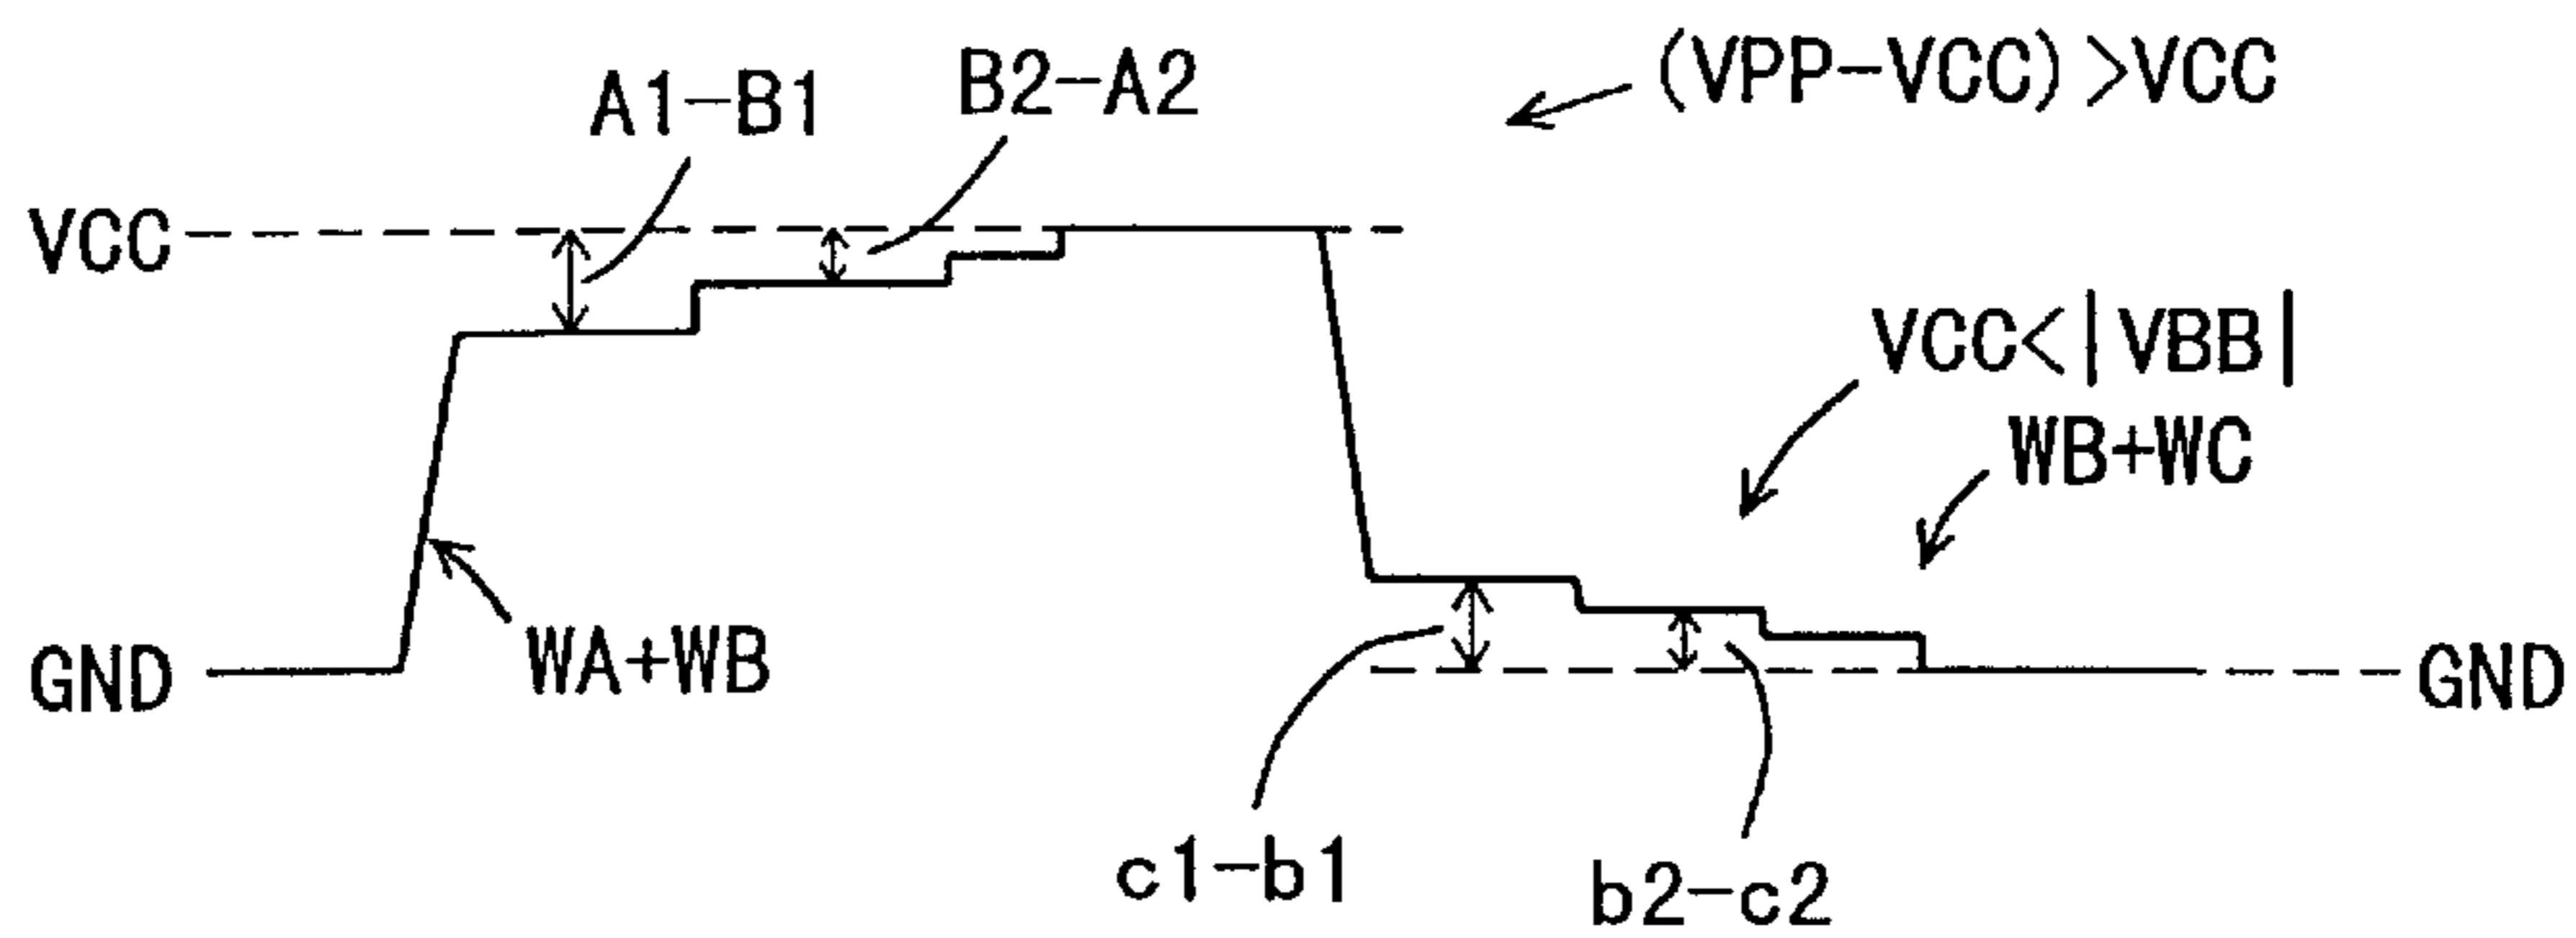 (VPP-VCC)>VCC
A1-B1
B2-A2
VCC
VCC<|VBB|
WB+WC
WA+WB
GND
GND
c1-b1
b2-c2